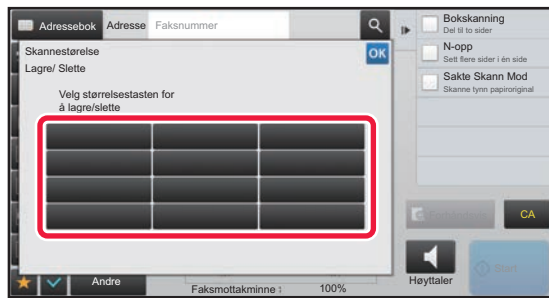 Adressebok Adresse Faksnummer
Skannestørelse
OK
Lagre/ Slette
Velg størrelsestasten for
å lagre/slette
Bokskanning
Del til to sider
N-opp
Sett flere sider i én side
Sakte Skann Mod
Skanne tynn papiroriginal
CA
Start
Høyttaler
Andre
Faksmottakminne : 100%